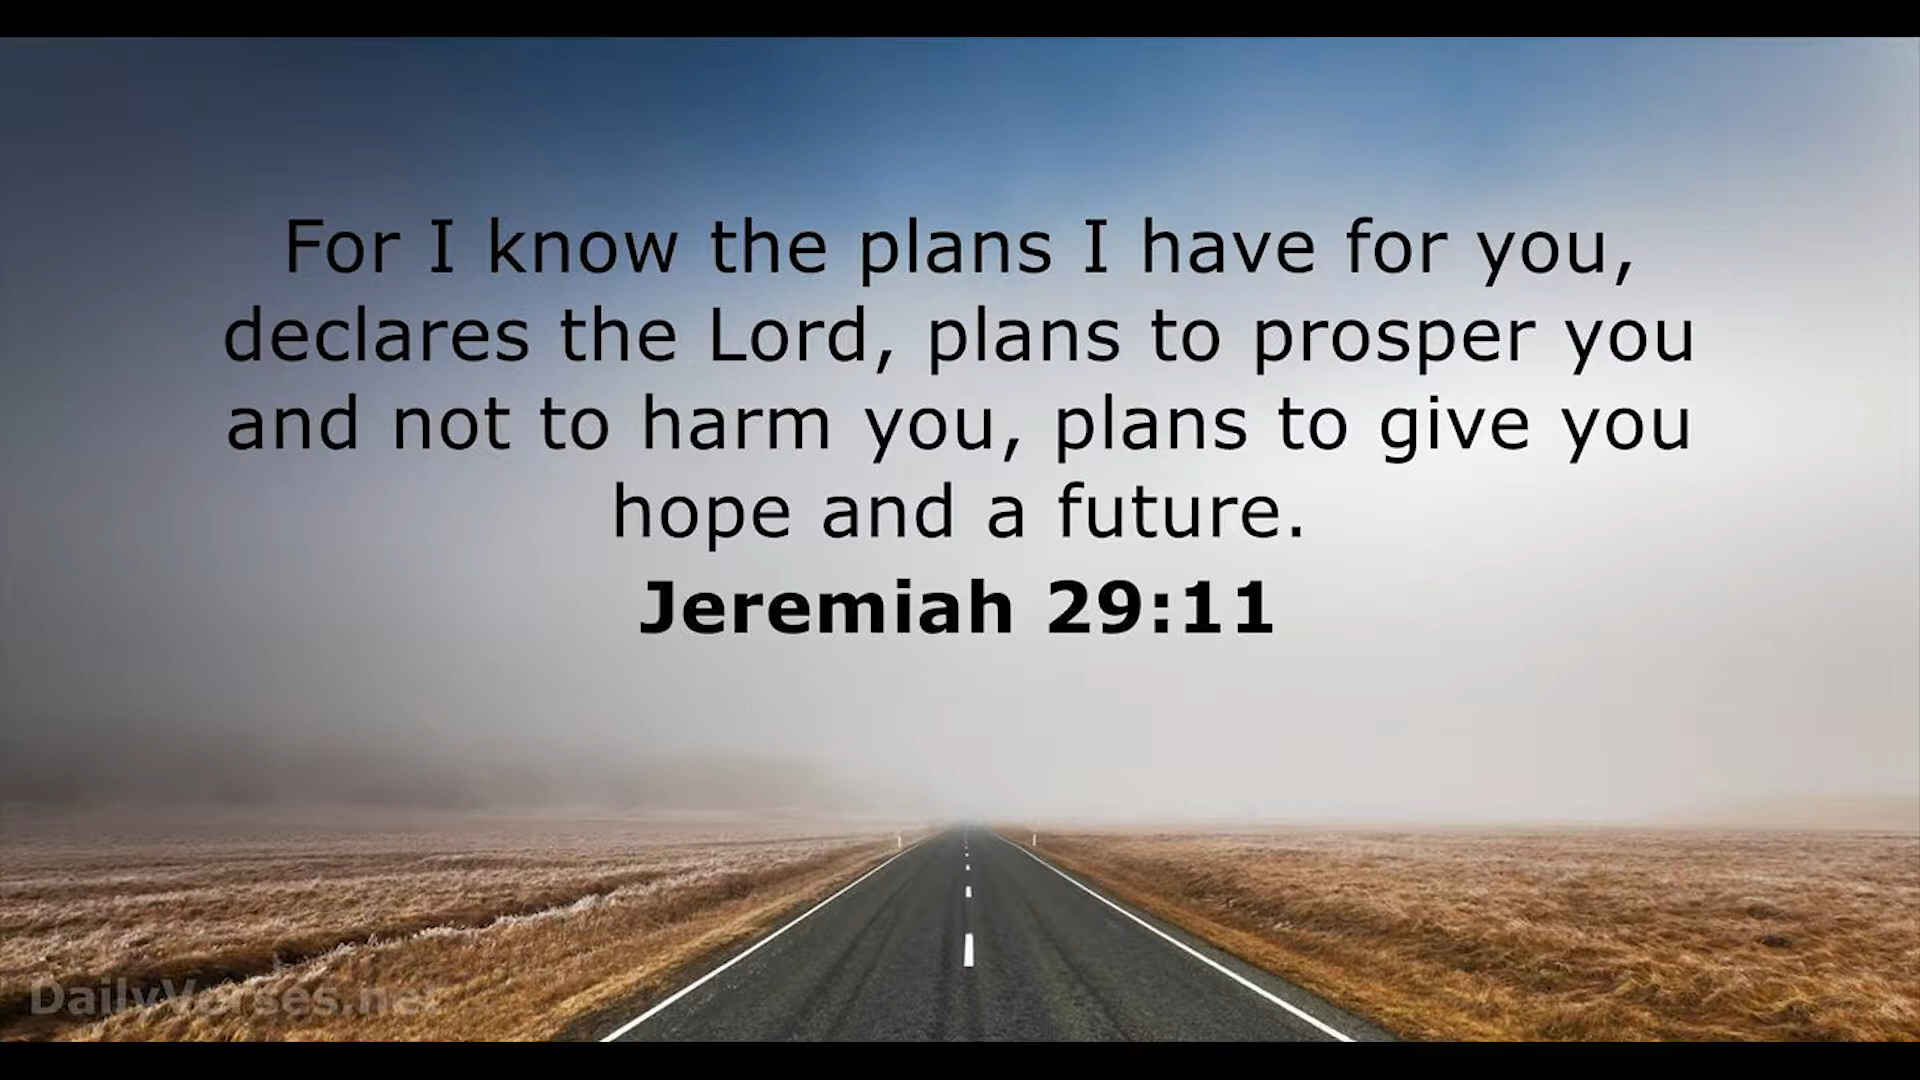 For I know the plans I have for you,
declares the Lord, plans to prosper you
and not to harm you, plans to give you
hope and a future.
Jeremiah 29:11
DailyVerses.net